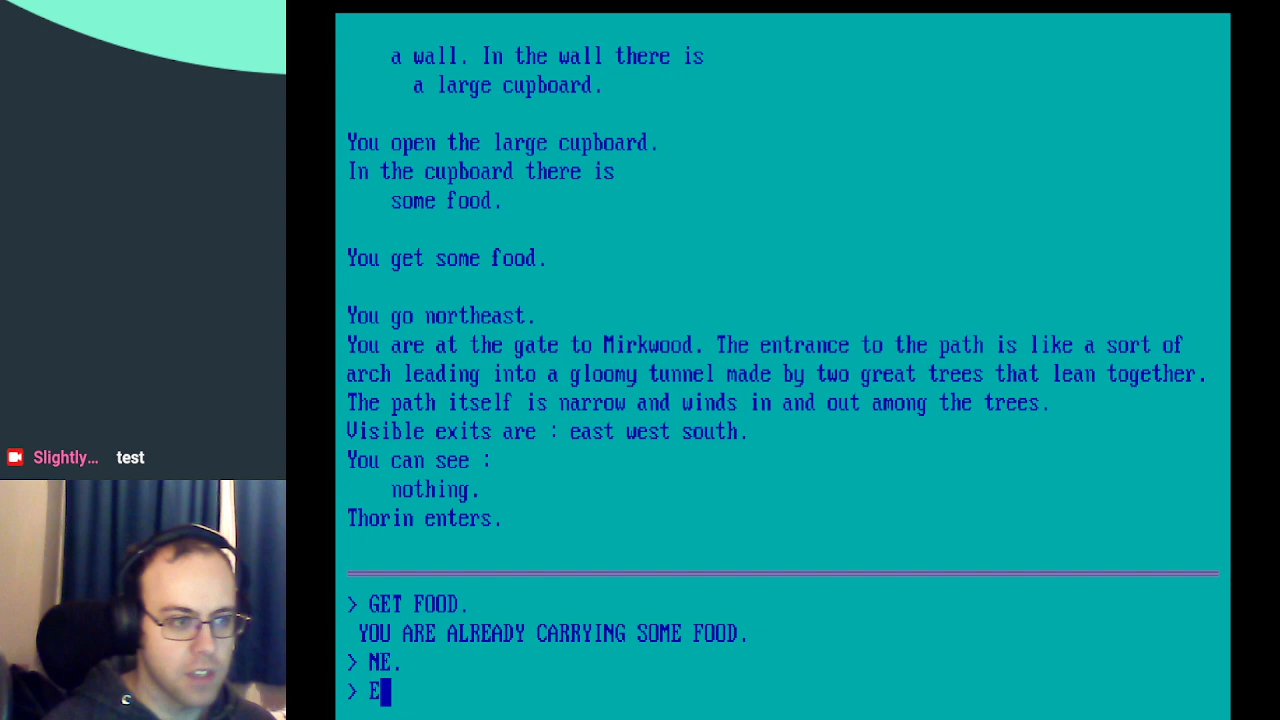 a wall. In the wall there is
a large cupboard.
You open the large cupboard.
In the cupboard there is
some food.
You get some food.
You go northeast.
You are at the gate to Mirkwood. The entrance to the path is like a sort of
arch leading into a gloomy tunnel made by two great trees that lean together.
The path itself is narrow and winds in and out among the trees.
Visible exits are : east west south.
You can see :
nothing.
Thorin enters.
Slightly... test
> GET FOOD.
YOU ARE ALREADY CARRYING SOME FOOD.
> NE.
> E